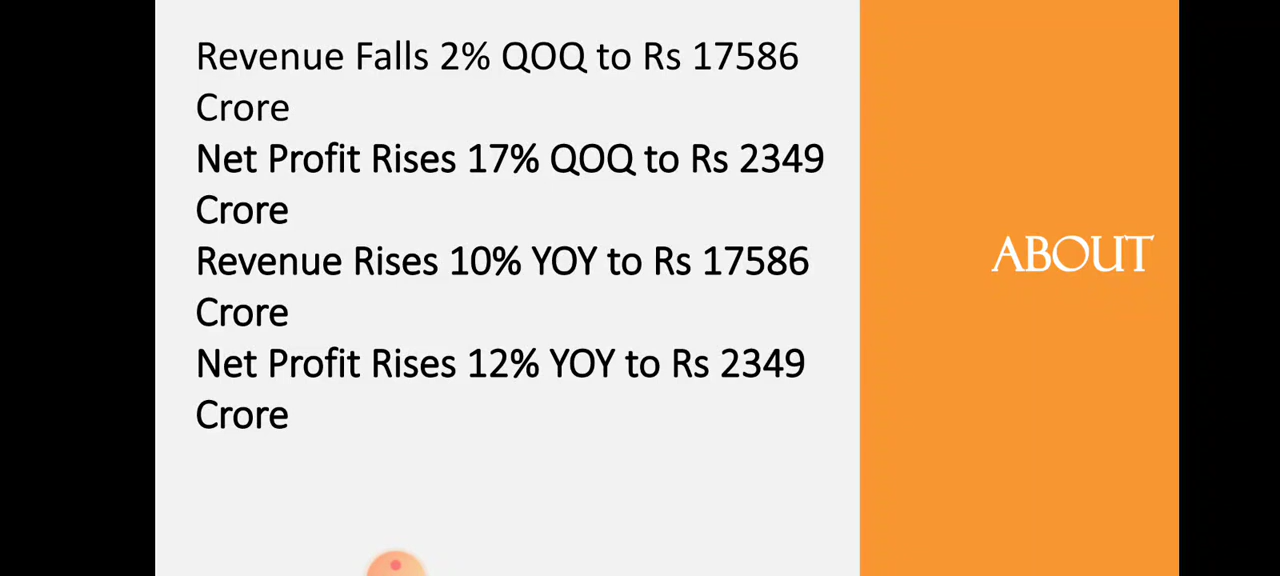 Revenue Falls 2% QOQ to Rs 17586
Crore
Net Profit Rises 17% QOQ to Rs 2349
Crore
Revenue Rises 10% YOY to Rs 17586
Crore
Net Profit Rises 12% YOY to Rs 2349
Crore
ABOUT